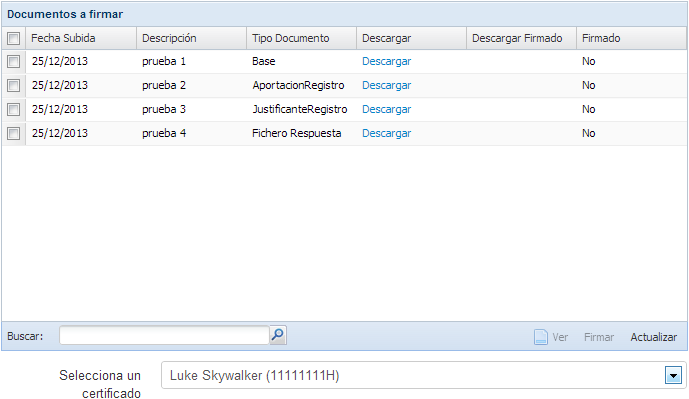 Documentos a firmar
Fecha Subida Descripción Tipo Documento Descargar Descargar Firmado Firmado
25/12/2013 prueba 1 Base Descargar No
25/12/2013 prueba 2 AportacionRegistro Descargar No
25/12/2013 prueba 3 JustificanteRegistro Descargar No
25/12/2013 prueba 4 Fichero Respuesta Descargar No
Buscar: Ver Firmar Actualizar
Selecciona un Luke Skywalker (11111111H)
certificado